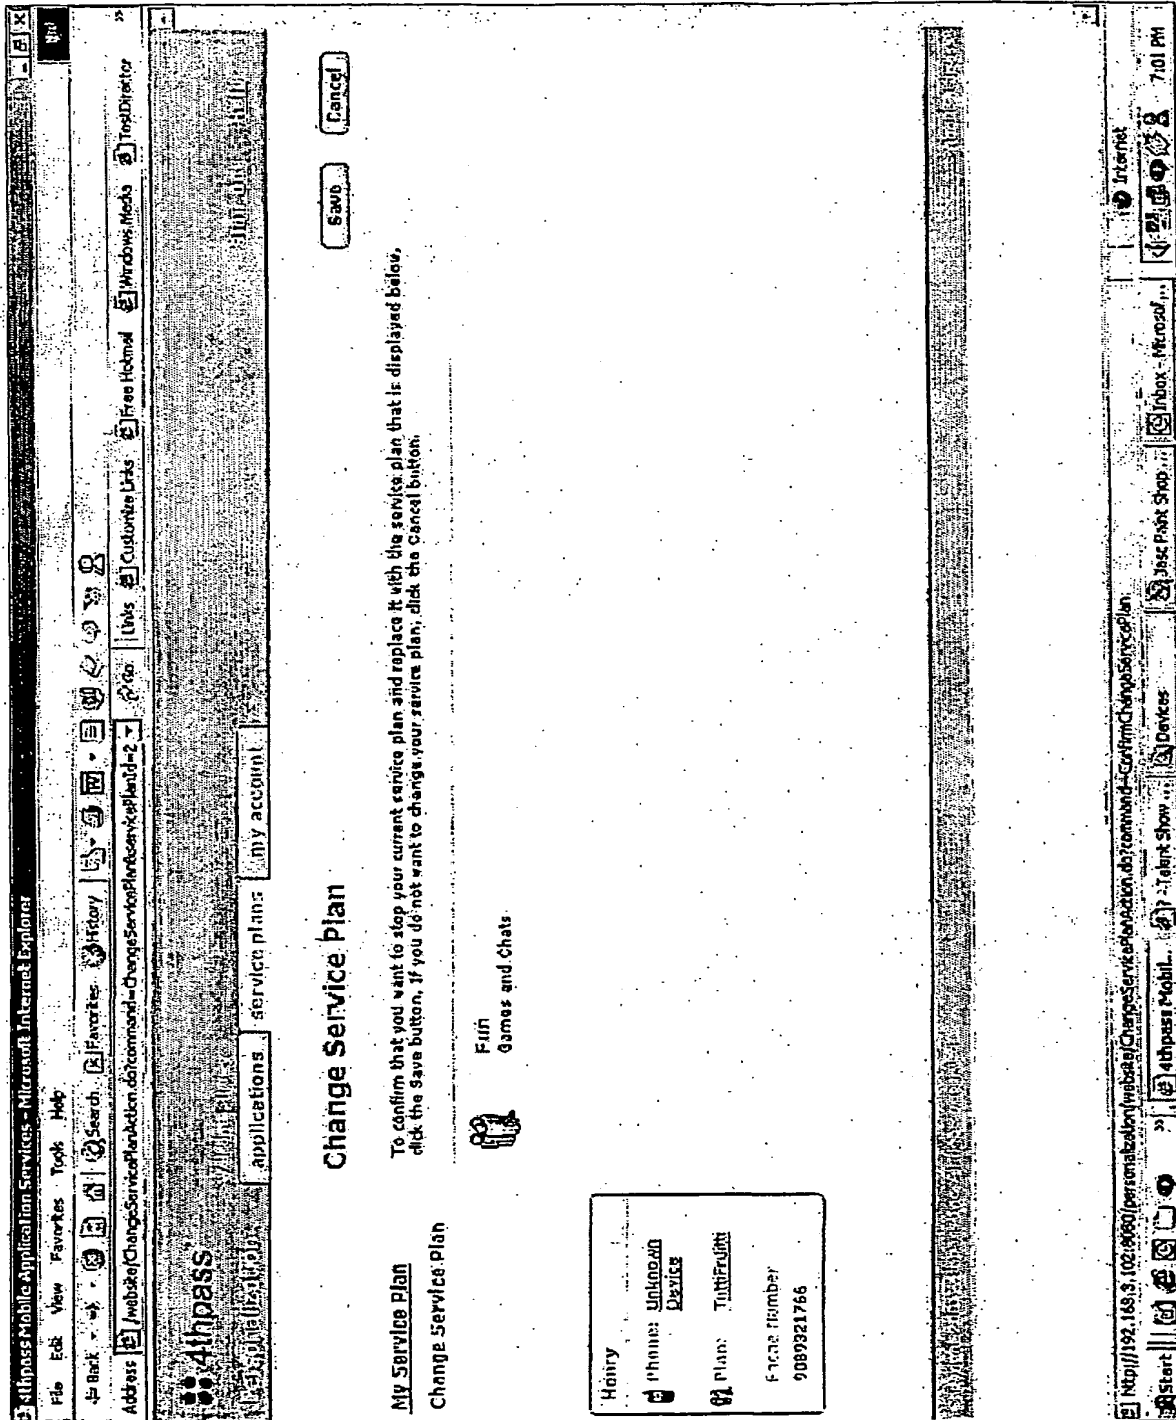 4thpass Mobile Application Services - Microsoft Internet Explorer
File Edit View Favorites Tools Help
Back Search Favorites History
Address /website/ChangeServicePlanAction.do?command=ChangeServicePlan&servicePlanId=2 Go Links Customize Links Free Hotmail Windows Media TestDirector
4thpass
applications service plans my account
Change Service Plan
Save Cancel
My Service Plan
Change Service Plan
To confirm that you want to stop your current service plan and replace it with the service plan that is displayed below,
click the Save button. If you do not want to change your service plan, click the Cancel button.
Fun
Games and Chats
Henry
Phone: Unknown
Device
Plan: TuttiFruitti
Phone Number
9089321766
http://192.168.3.102:8080/personalization/website/ChangeServicePlanAction.do?command=ConfirmChangeServicePlan Internet
Start 4thpass Mobil... ? - Talent Show ... Devices Jasc Paint Shop ... Inbox - Microsof... 7:01 PM